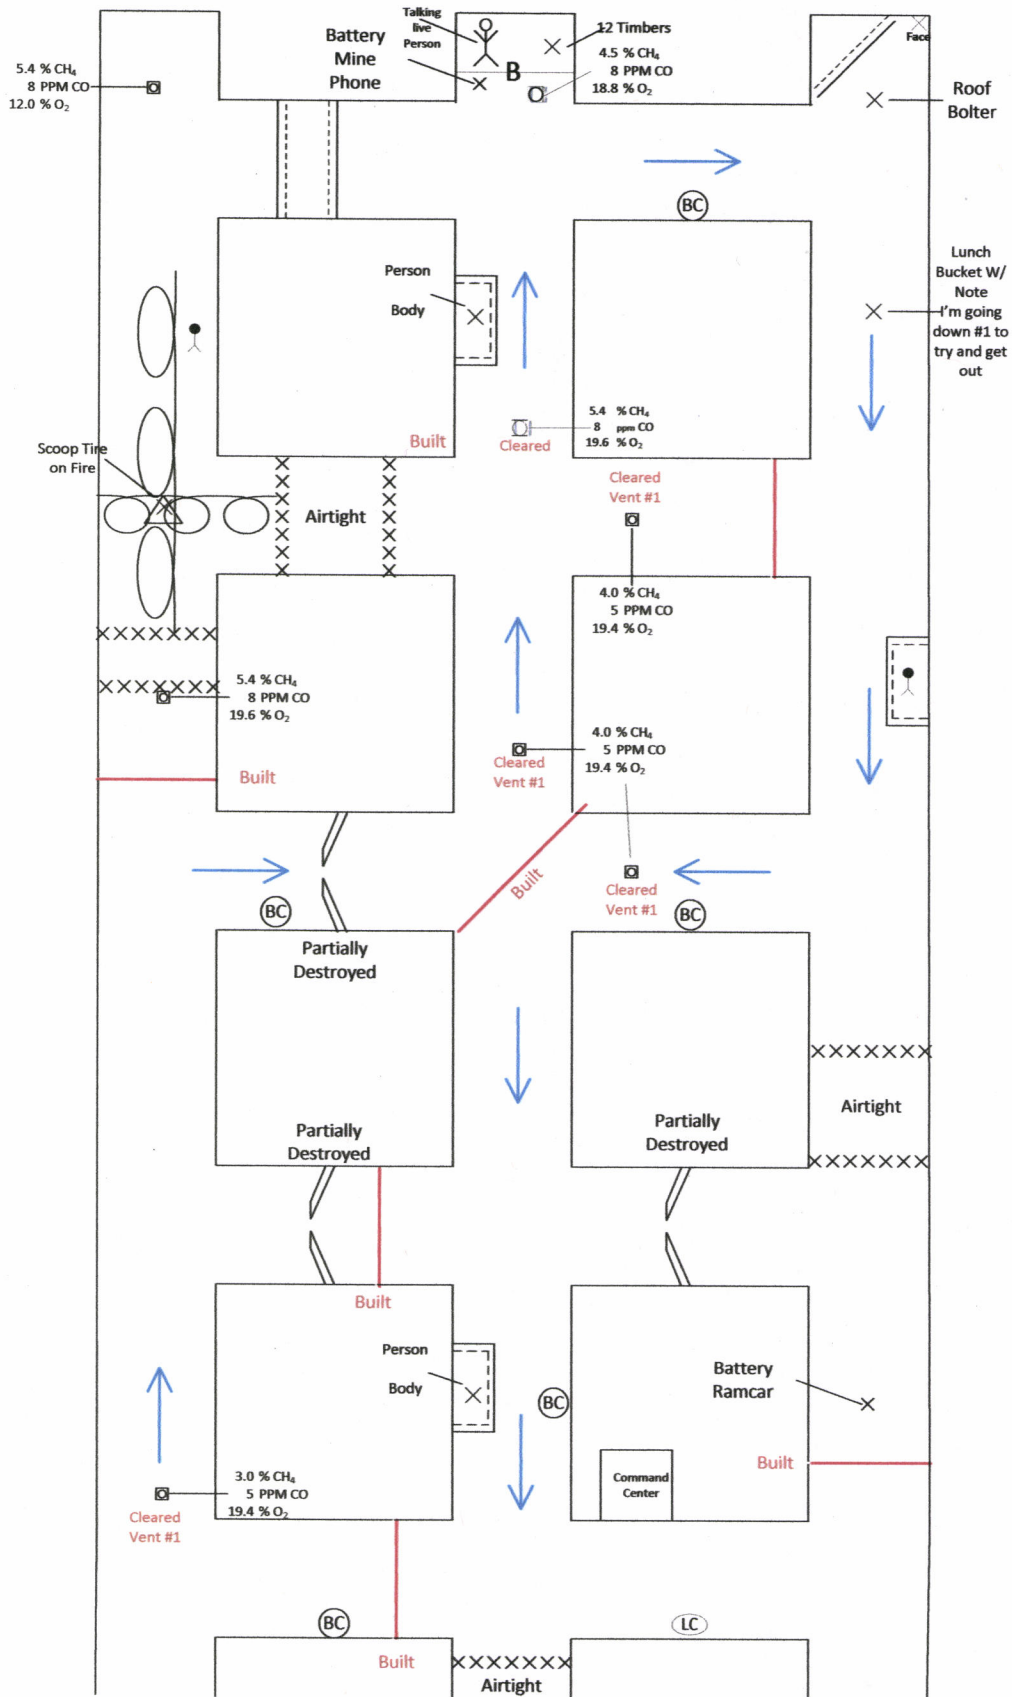 Talking
live
Person
12 Timbers
Battery
Mine
Phone
B
4.5 % CH₄
8 PPM CO
18.8 % O₂
Face
5.4 % CH₄
8 PPM CO
12.0 % O₂
Roof
Bolter
BC
Person
Body
Lunch
Bucket W/
Note
I'm going
down #1 to
try and get
out
5.4 % CH₄
8 ppm CO
19.6 % O₂
Built
Cleared
Scoop Tire
on Fire
Airtight
Cleared
Vent #1
4.0 % CH₄
5 PPM CO
19.4 % O₂
5.4 % CH₄
8 PPM CO
19.6 % O₂
4.0 % CH₄
5 PPM CO
19.4 % O₂
Cleared
Vent #1
Built
Built
Cleared
Vent #1
BC
BC
Partially
Destroyed
Partially
Destroyed
Partially
Destroyed
Airtight
Built
Person
Body
BC
Battery
Ramcar
Built
Command
Center
3.0 % CH₄
5 PPM CO
19.4 % O₂
Cleared
Vent #1
BC
LC
Built
Airtight